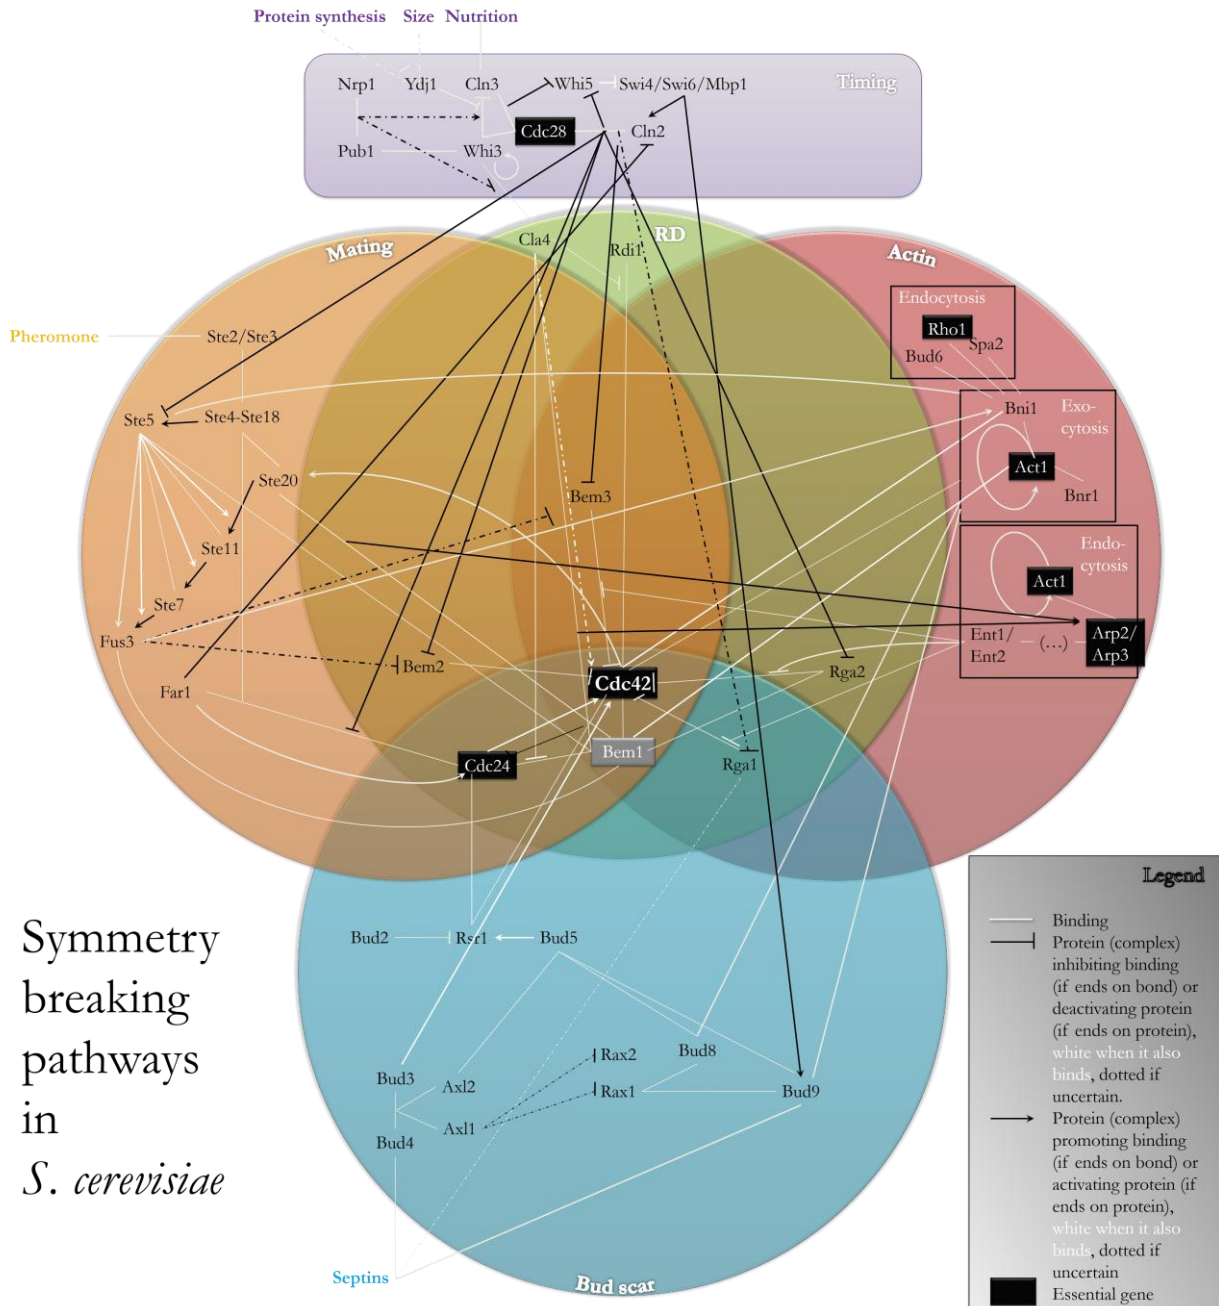 Protein synthesis Size Nutrition
Timing
Nrp1 Ydj1 Cln3 Whi5 Swi4/Swi6/Mbp1
Cdc28 Cln2
Pub1 Whi3
Mating RD Actin
Cla4 Rdi1
Endocytosis
Rho1
Spa2
Bud6
Pheromone Ste2/Ste3
Ste5 Ste4-Ste18
Bni1 Exo-
cytosis
Act1
Bnr1
Ste20
Bem3
Ste11
Endo-
cytosis
Act1
Ste7
Fus3
Ent1/
Ent2
(...)
Arp2/
Arp3
Bem2 Rga2
Far1 Cdc42
Cdc24 Bem1 Rga1
Bud2 Rsr1 Bud5
Rax2 Bud8
Bud3 Axl2 Rax1 Bud9
Axl1
Bud4
Septins
Bud scar
Symmetry
breaking
pathways
in
S. cerevisiae
Legend
Binding
Protein (complex)
inhibiting binding
(if ends on bond) or
deactivating protein
(if ends on protein),
white when it also
binds, dotted if
uncertain.
Protein (complex)
promoting binding
(if ends on bond) or
activating protein (if
ends on protein),
white when it also
binds, dotted if
uncertain
Essential gene